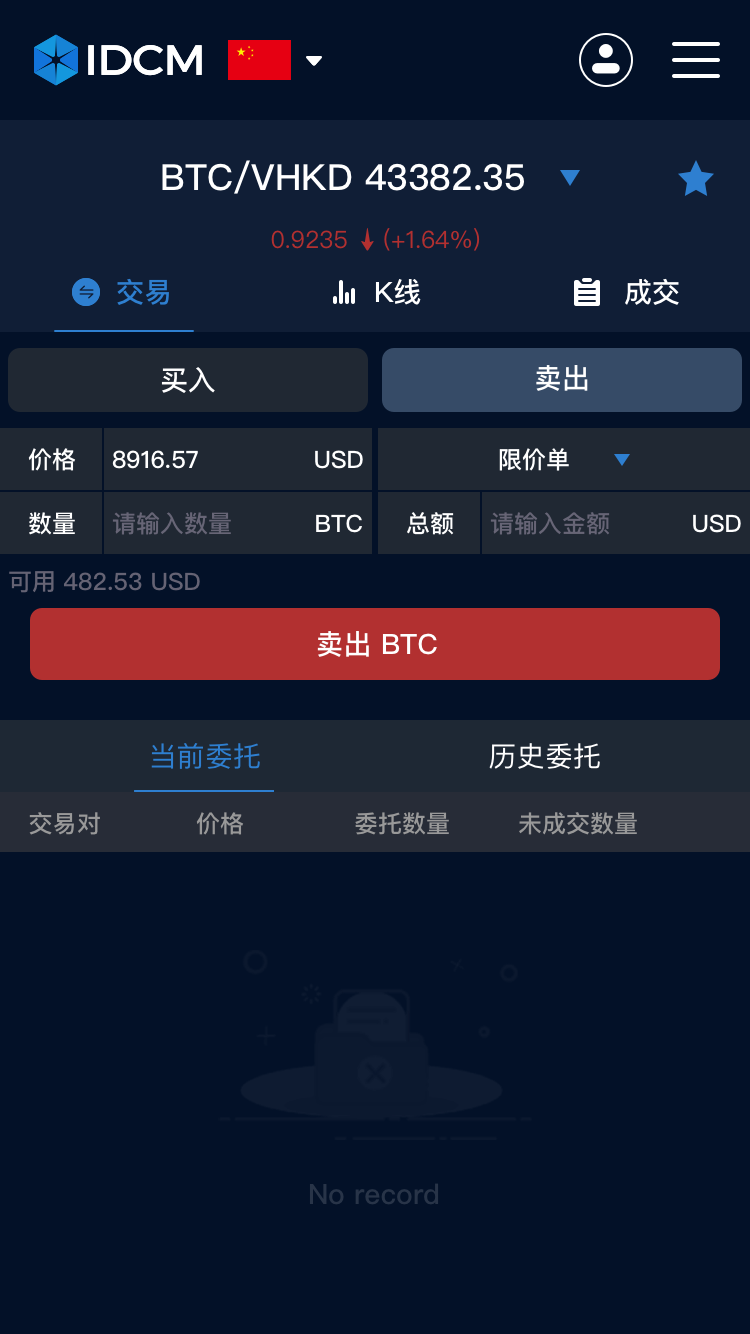 IDCM
BTC/VHKD 43382.35
0.9235 (+1.64%)
交易 K线 成交
买入 卖出
价格 8916.57 USD 限价单
数量 请输入数量 BTC 总额 请输入金额 USD
可用 482.53 USD
卖出 BTC
当前委托 历史委托
交易对 价格 委托数量 未成交数量
No record